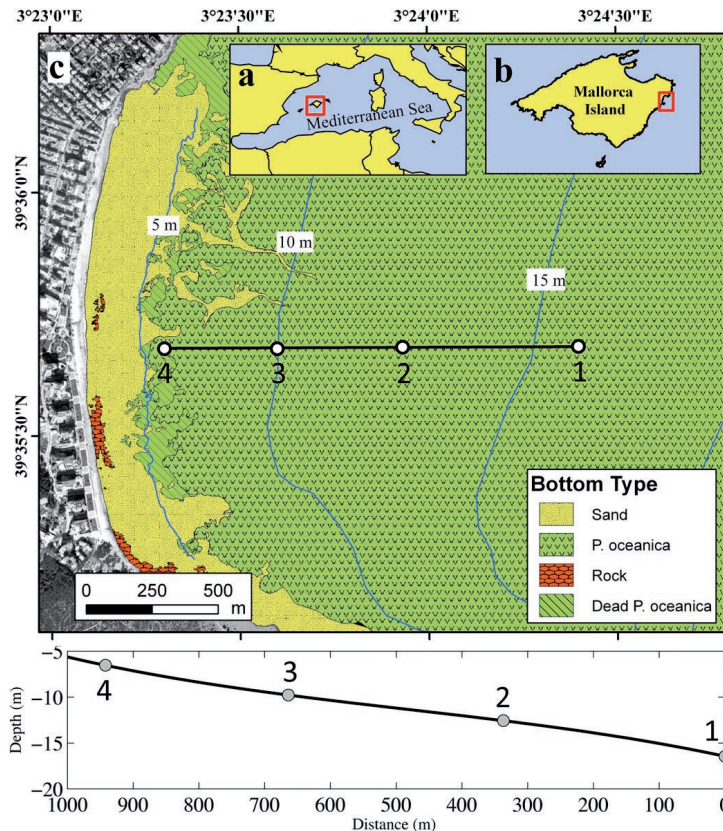 3°23'0"E 3°23'30"E 3°24'0"E 3°24'30"E
c
a
Mediterranean Sea
b
Mallorca
Island
39°36'0"N
39°35'30"N
5 m
10 m
15 m
4 3 2 1
Bottom Type
Sand
P. oceanica
Rock
Dead P. oceanica
0 250 500
m
Depth (m)
−5
−10
−15
−20
4 3 2 1
1000 900 800 700 600 500 400 300 200 100 0
Distance (m)